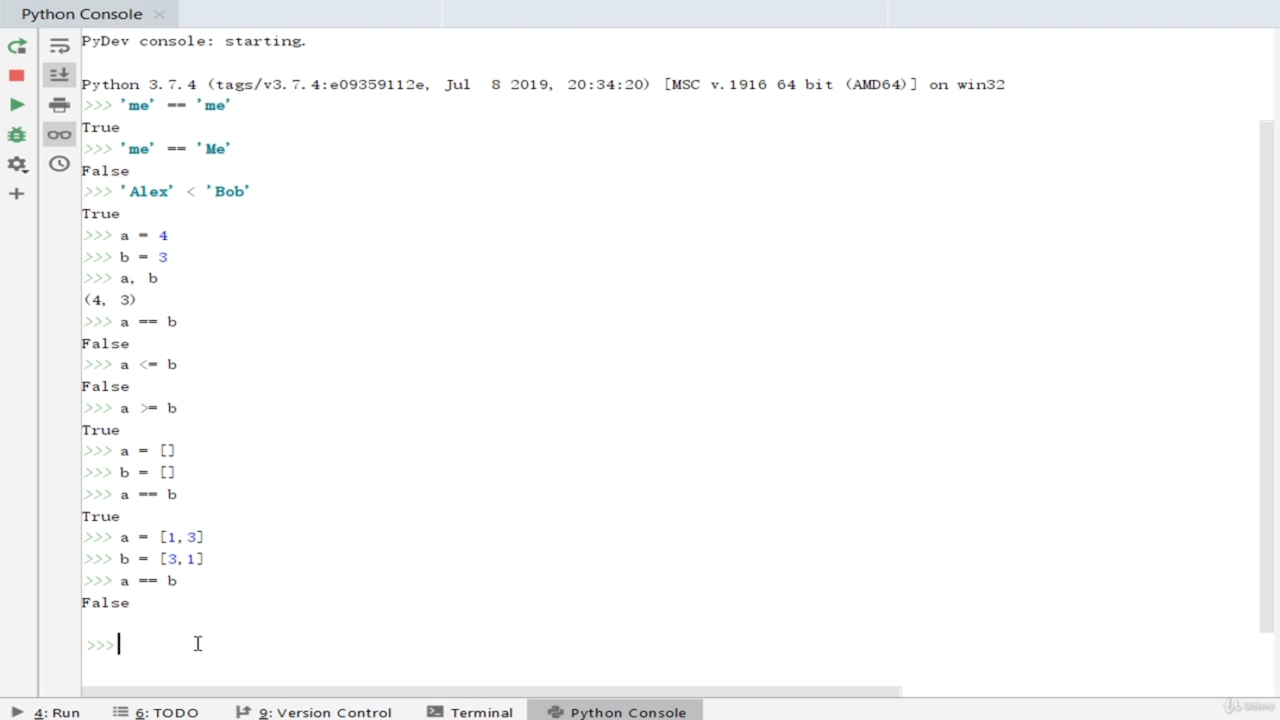 Python Console
PyDev console: starting.
Python 3.7.4 (tags/v3.7.4:e09359112e, Jul  8 2019, 20:34:20) [MSC v.1916 64 bit (AMD64)] on win32
>>> 'me' == 'me'
True
>>> 'me' == 'Me'
False
>>> 'Alex' < 'Bob'
True
>>> a = 4
>>> b = 3
>>> a, b
(4, 3)
>>> a == b
False
>>> a <= b
False
>>> a >= b
True
>>> a = []
>>> b = []
>>> a == b
True
>>> a = [1,3]
>>> b = [3,1]
>>> a == b
False
>>>
4: Run 6: TODO 9: Version Control Terminal Python Console
Udemy